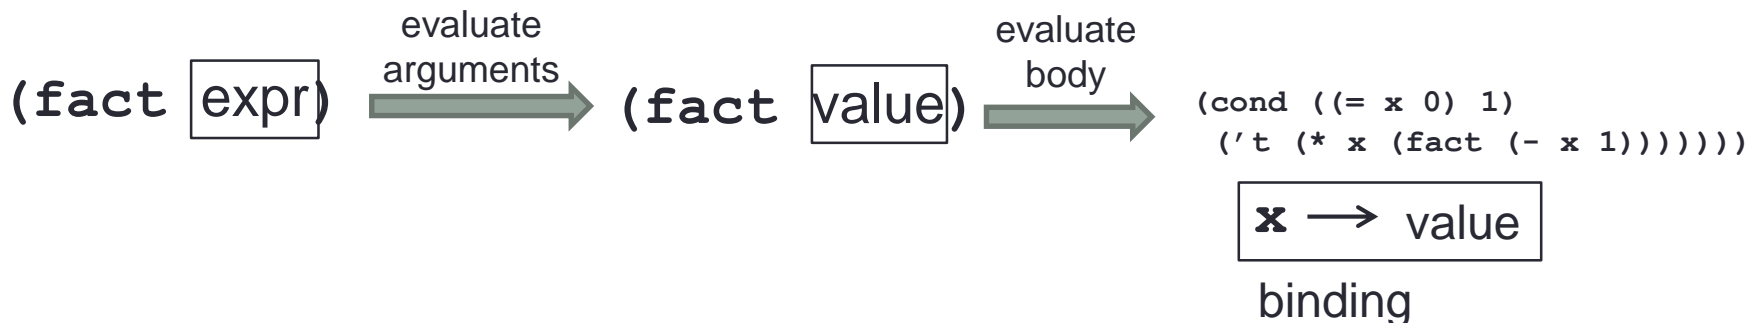 evaluate
arguments
(fact expr)
(fact value)
evaluate
body
(cond ((= x 0) 1)
(’t (* x (fact (- x 1)))))))
x → value
binding